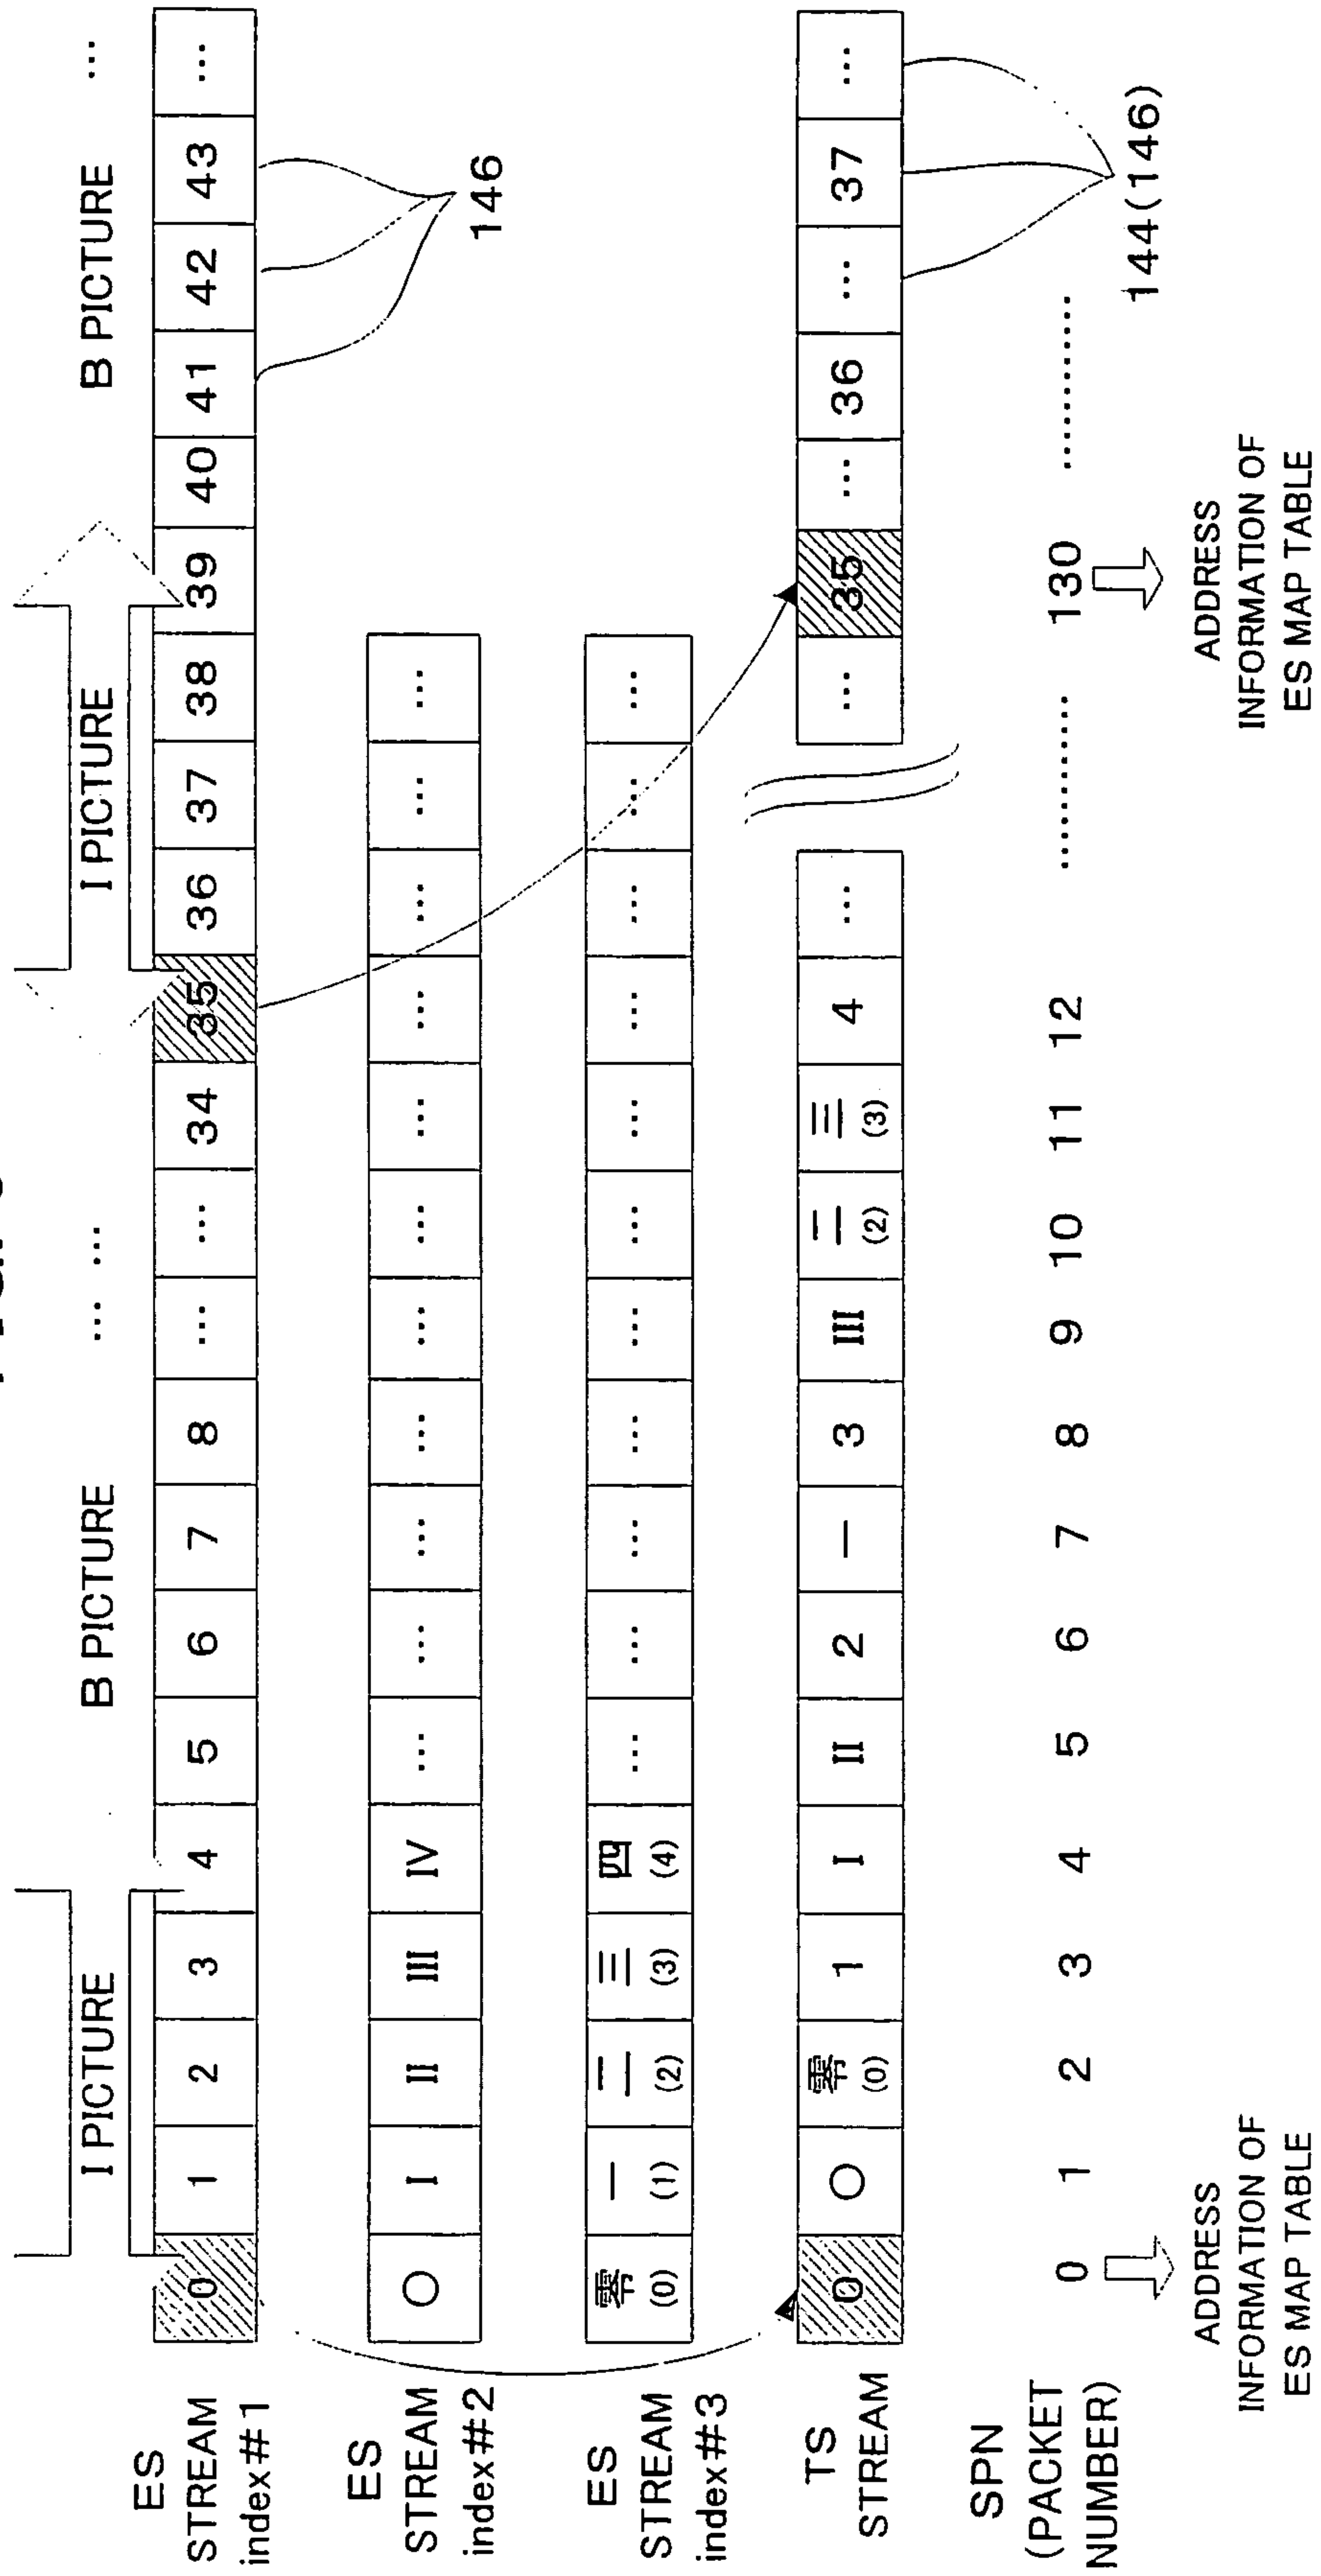 I PICTURE B PICTURE ... ... I PICTURE B PICTURE ...
ES STREAM index#1 0 1 2 3 4 5 6 7 8 ... ... 34 35 36 37 38 39 40 41 42 43 ...
146
ES STREAM index#2 〇 I II III IV ... ... ... ... ... ... ... ... ... ... ...
ES STREAM index#3 零(0) 一(1) 二(2) 三(3) 四(4) ... ... ... ... ... ... ... ... ... ... ...
TS STREAM 0 〇 零(0) 1 I II 2 一 3 III 二(2) 三(3) 4 ... ... 35 ... 36 ... 37 ...
144(146)
SPN (PACKET NUMBER) 0 1 2 3 4 5 6 7 8 9 10 11 12 ........... 130 ...........
ADDRESS INFORMATION OF ES MAP TABLE
ADDRESS INFORMATION OF ES MAP TABLE